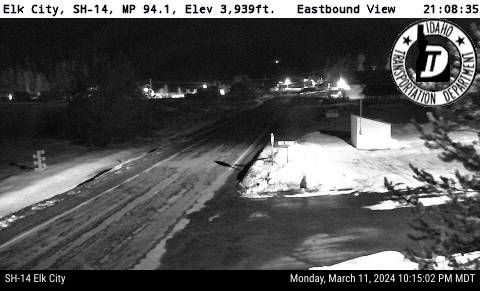 Elk City, SH-14, MP 94.1, Elev 3,939ft. Eastbound View 21:08:35
IDAHO
TRANSPORTATION DEPARTMENT
SH-14 Elk City Monday, March 11, 2024 10:15:02 PM MDT